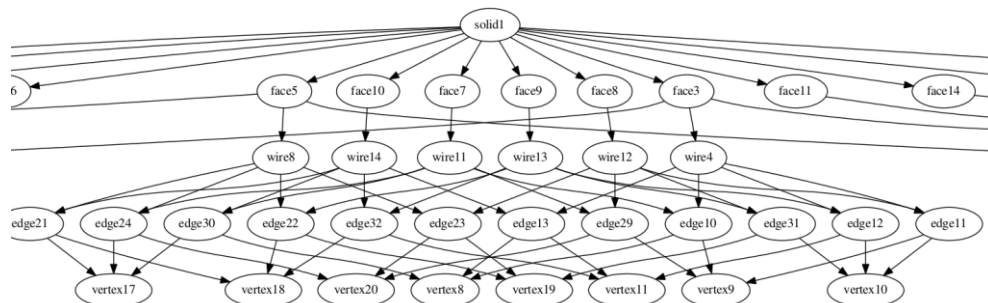 solid1
6
face5 face10 face7 face9 face8 face3 face11 face14
wire8 wire14 wire11 wire13 wire12 wire4
edge21 edge24 edge30 edge22 edge32 edge23 edge13 edge29 edge10 edge31 edge12 edge11
vertex17 vertex18 vertex20 vertex8 vertex19 vertex11 vertex9 vertex10